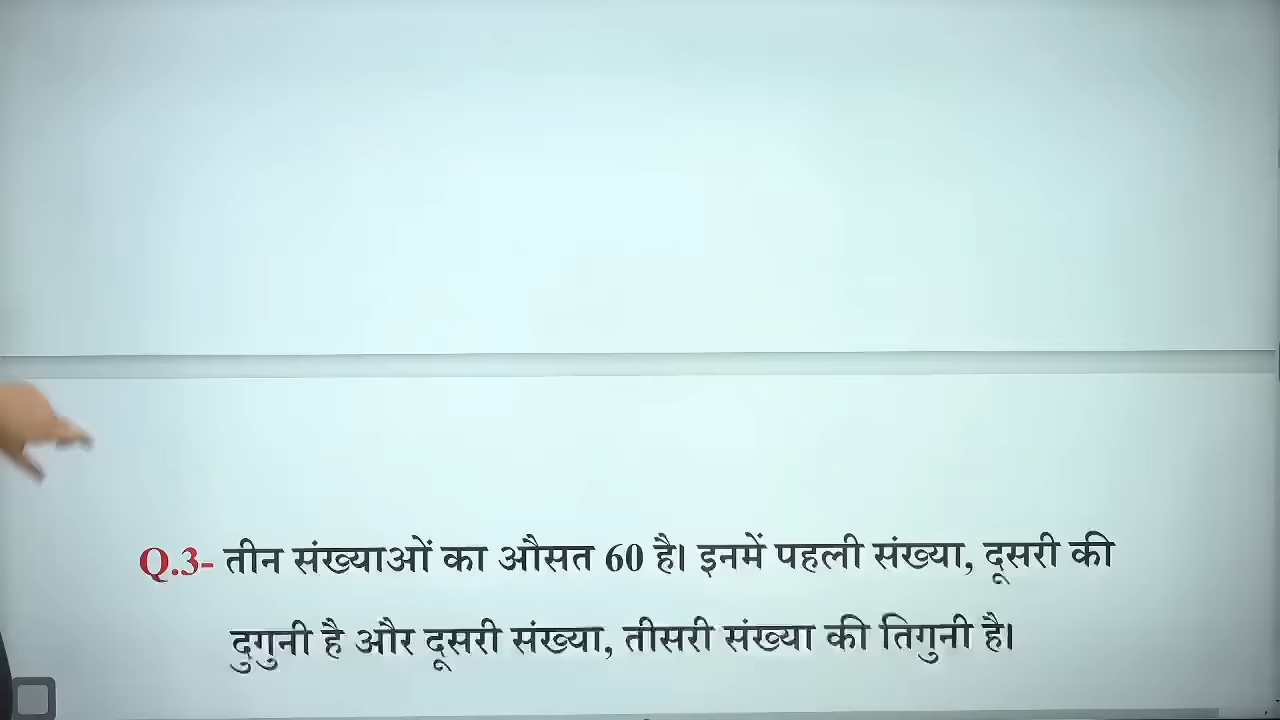 Q.3- तीन संख्याओं का औसत 60 है। इनमें पहली संख्या, दूसरी की
दुगुनी है और दूसरी संख्या, तीसरी संख्या की तिगुनी है।